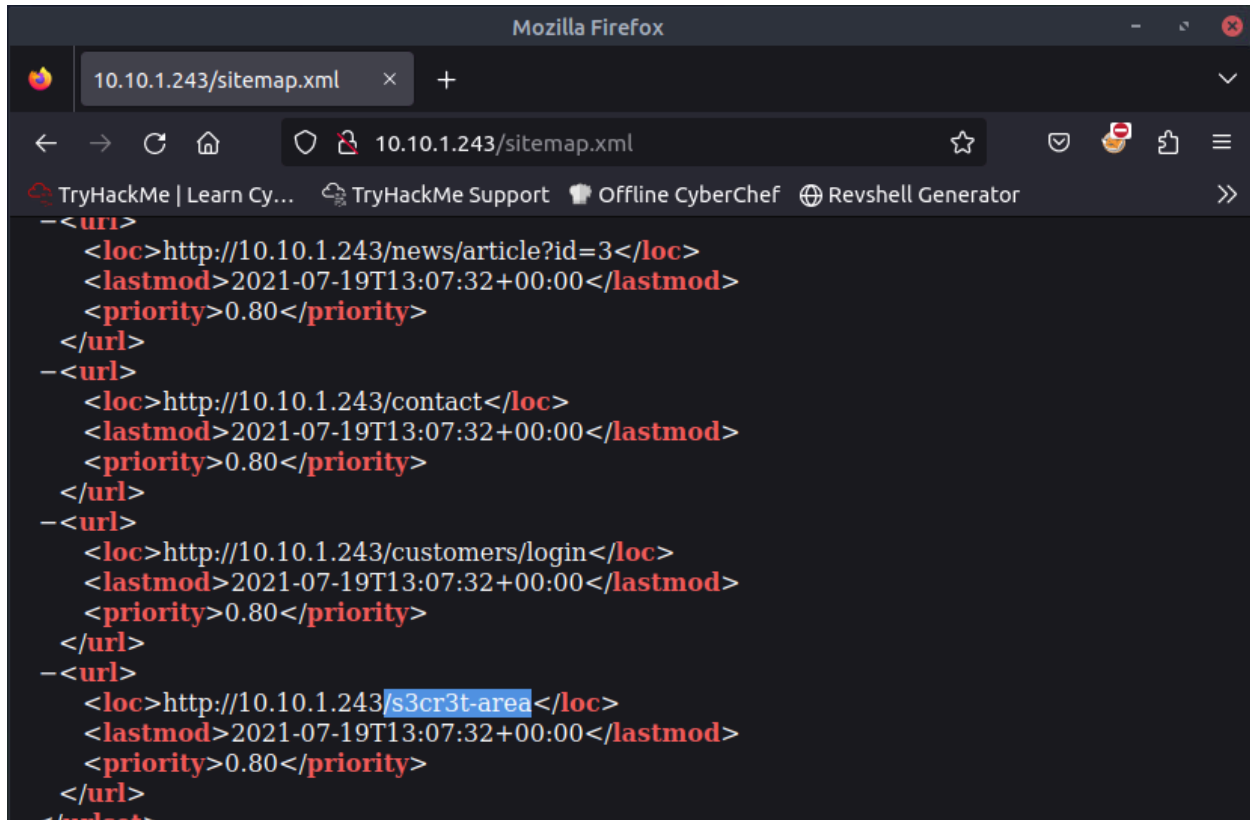 Mozilla Firefox
10.10.1.243/sitemap.xml
10.10.1.243/sitemap.xml
TryHackMe | Learn Cy... TryHackMe Support Offline CyberChef Revshell Generator
−<url>
<loc>http://10.10.1.243/news/article?id=3</loc>
<lastmod>2021-07-19T13:07:32+00:00</lastmod>
<priority>0.80</priority>
</url>
−<url>
<loc>http://10.10.1.243/contact</loc>
<lastmod>2021-07-19T13:07:32+00:00</lastmod>
<priority>0.80</priority>
</url>
−<url>
<loc>http://10.10.1.243/customers/login</loc>
<lastmod>2021-07-19T13:07:32+00:00</lastmod>
<priority>0.80</priority>
</url>
−<url>
<loc>http://10.10.1.243/s3cr3t-area</loc>
<lastmod>2021-07-19T13:07:32+00:00</lastmod>
<priority>0.80</priority>
</url>